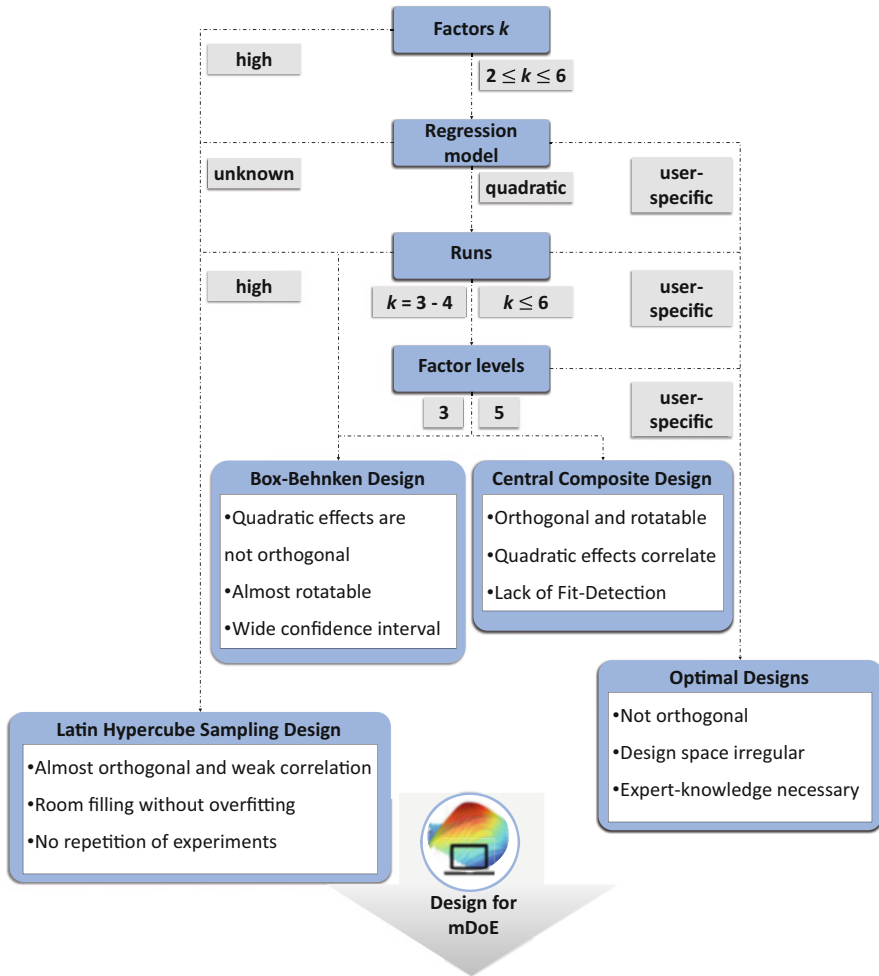 Factors k
high
2 ≤ k ≤ 6
Regression
model
unknown
quadratic
user-
specific
Runs
high
k = 3 - 4
k ≤ 6
user-
specific
Factor levels
3
5
user-
specific
Box-Behnken Design
•Quadratic effects are
not orthogonal
•Almost rotatable
•Wide confidence interval
Central Composite Design
•Orthogonal and rotatable
•Quadratic effects correlate
•Lack of Fit-Detection
Optimal Designs
•Not orthogonal
•Design space irregular
•Expert-knowledge necessary
Latin Hypercube Sampling Design
•Almost orthogonal and weak correlation
•Room filling without overfitting
•No repetition of experiments
Design for
mDoE